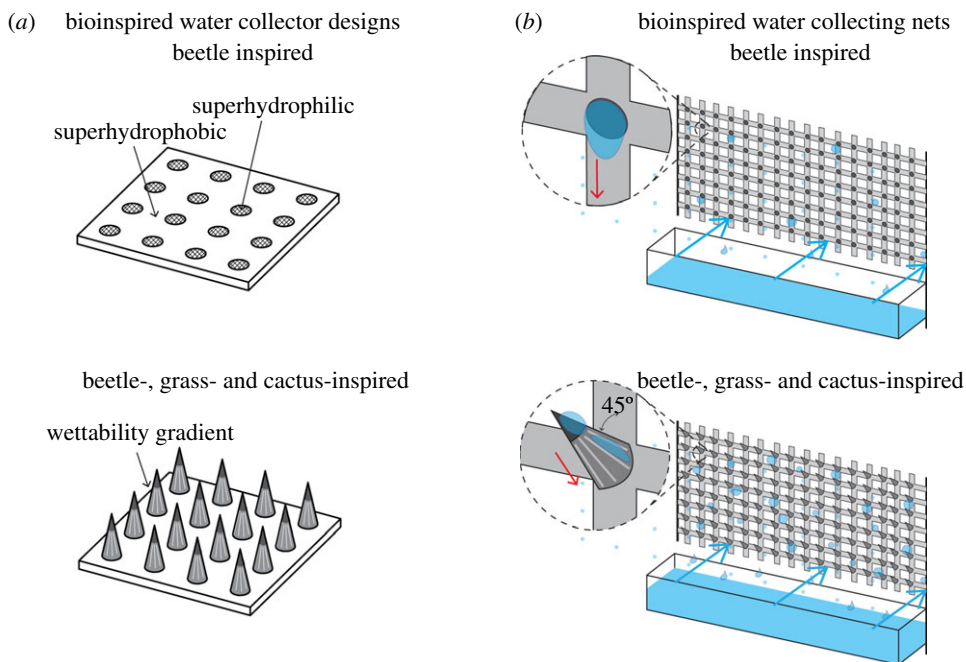 (a) bioinspired water collector designs
beetle inspired
superhydrophilic
superhydrophobic
beetle-, grass- and cactus-inspired
wettability gradient
(b) bioinspired water collecting nets
beetle inspired
beetle-, grass- and cactus-inspired
45°